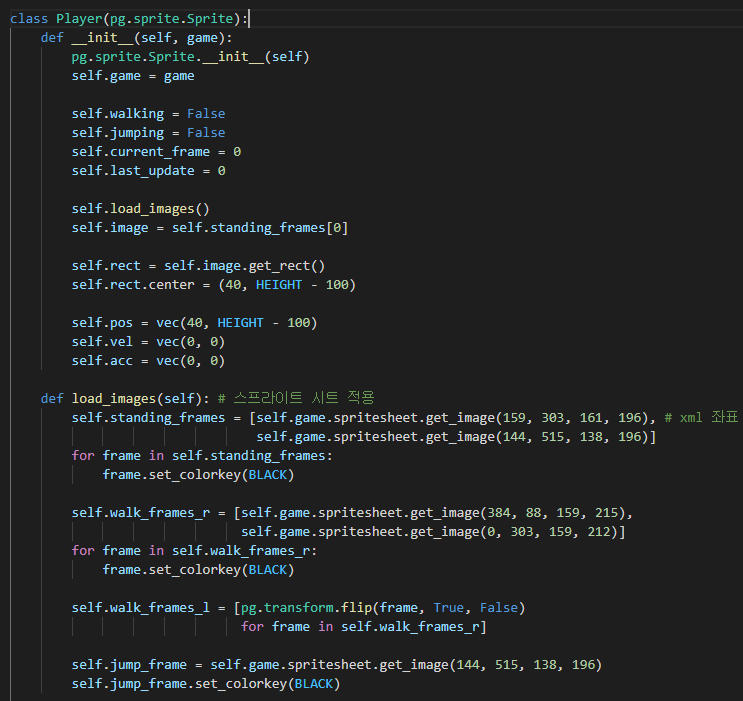 class Player(pg.sprite.Sprite):
    def __init__(self, game):
        pg.sprite.Sprite.__init__(self)
        self.game = game

        self.walking = False
        self.jumping = False
        self.current_frame = 0
        self.last_update = 0

        self.load_images()
        self.image = self.standing_frames[0]

        self.rect = self.image.get_rect()
        self.rect.center = (40, HEIGHT - 100)

        self.pos = vec(40, HEIGHT - 100)
        self.vel = vec(0, 0)
        self.acc = vec(0, 0)

    def load_images(self): # 스프라이트 시트 적용
        self.standing_frames = [self.game.spritesheet.get_image(159, 303, 161, 196), # xml 좌표
                                self.game.spritesheet.get_image(144, 515, 138, 196)]
        for frame in self.standing_frames:
            frame.set_colorkey(BLACK)

        self.walk_frames_r = [self.game.spritesheet.get_image(384, 88, 159, 215),
                              self.game.spritesheet.get_image(0, 303, 159, 212)]
        for frame in self.walk_frames_r:
            frame.set_colorkey(BLACK)

        self.walk_frames_l = [pg.transform.flip(frame, True, False)
                              for frame in self.walk_frames_r]

        self.jump_frame = self.game.spritesheet.get_image(144, 515, 138, 196)
        self.jump_frame.set_colorkey(BLACK)